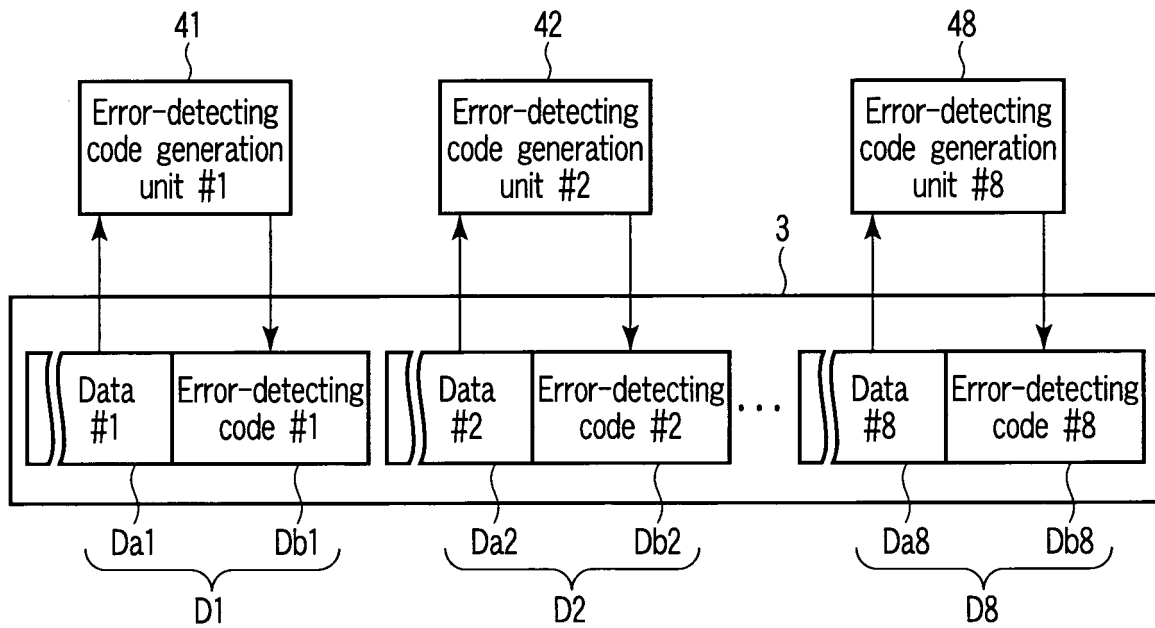 41
42
48
Error-detecting
code generation
unit #1
Error-detecting
code generation
unit #2
Error-detecting
code generation
unit #8
3
Data
#1
Error-detecting
code #1
Data
#2
Error-detecting
code #2
...
Data
#8
Error-detecting
code #8
Da1
Db1
Da2
Db2
Da8
Db8
D1
D2
D8